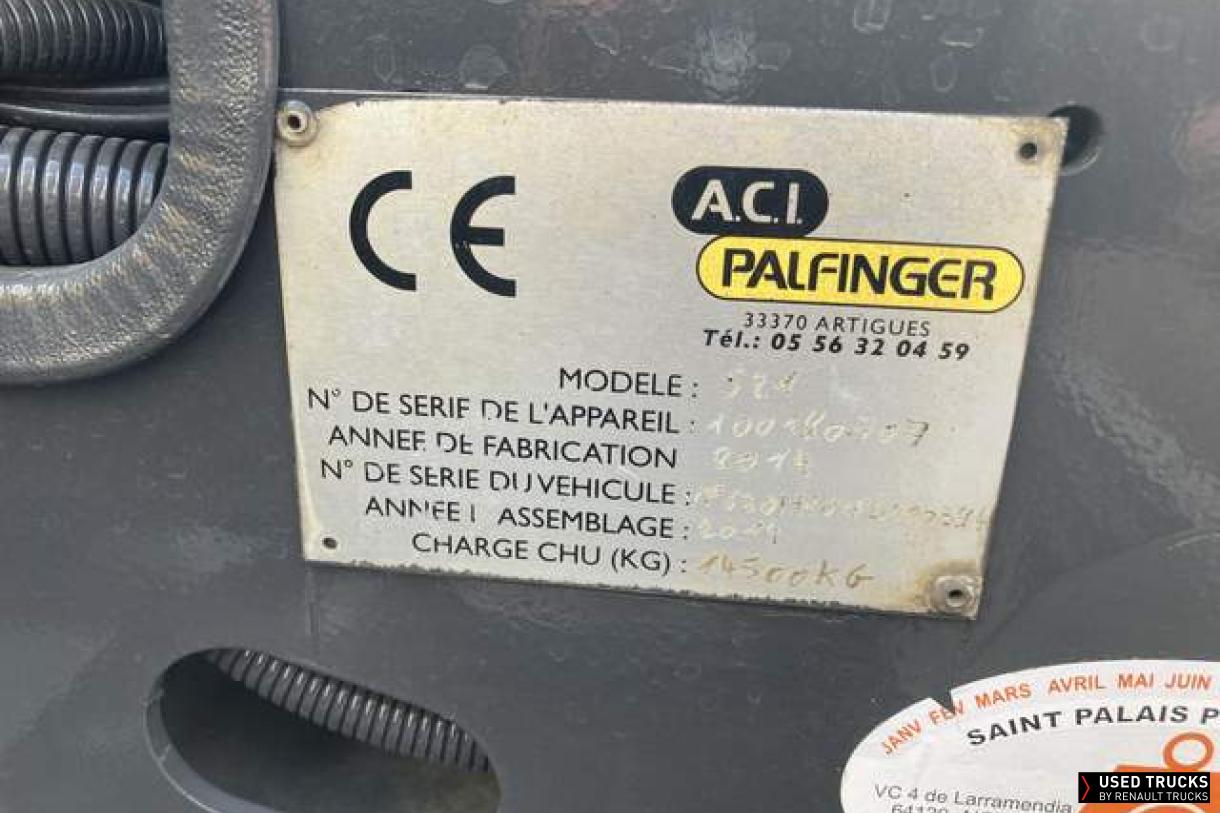 CE
A.C.I.
PALFINGER
33370 ARTIGUES
Tél.: 05 56 32 04 59
MODELE :
N° DE SERIE DE L'APPAREIL :
ANNEE DE FABRICATION
N° DE SERIE DU VEHICULE :
ANNEE ASSEMBLAGE :
CHARGE CHU (KG) : 14500KG
JANV FEV MARS AVRIL MAI JUIN
SAINT PALAIS P
VC 4 de Larramendia
USED TRUCKS
BY RENAULT TRUCKS